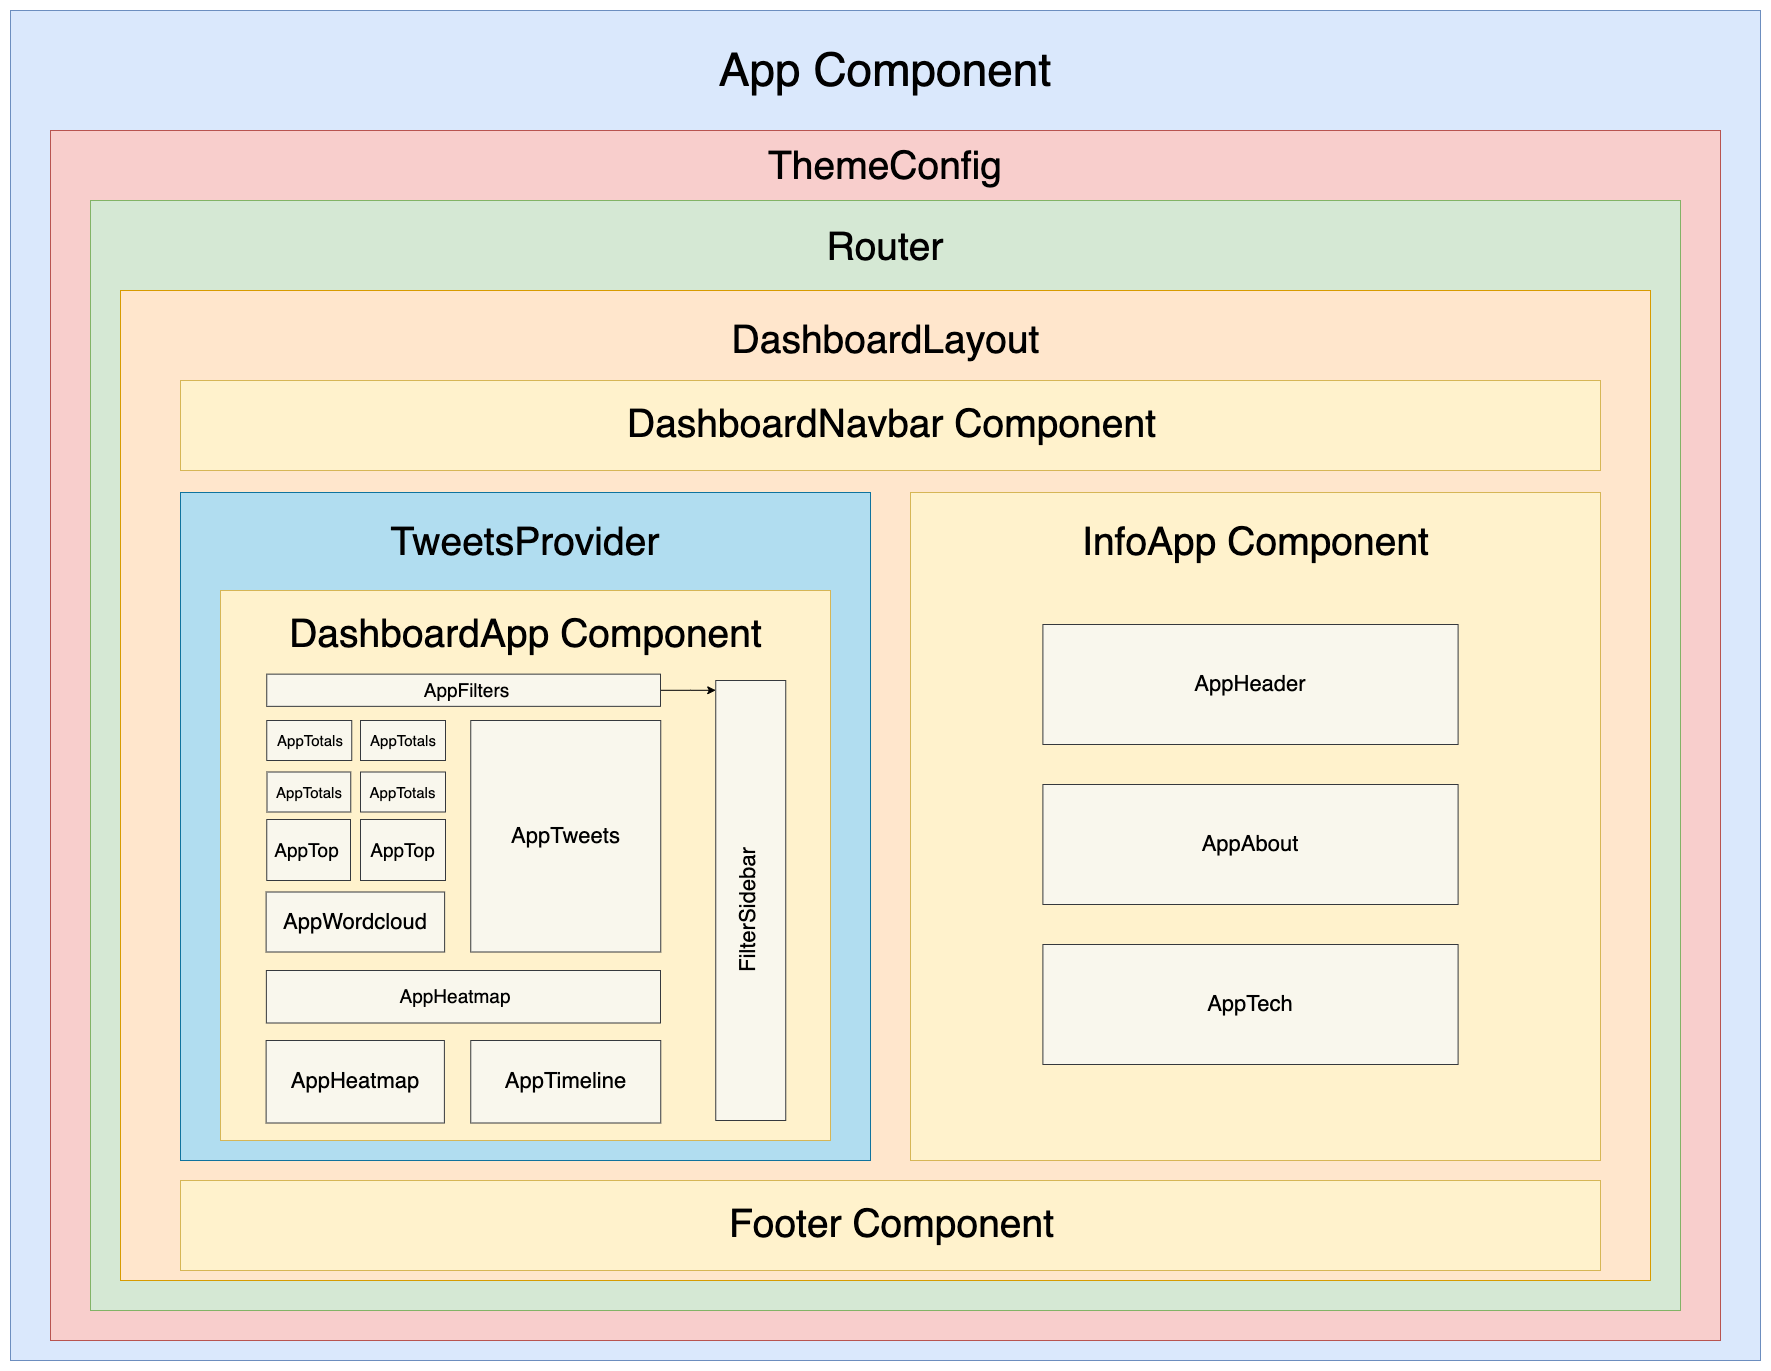 App Component
ThemeConfig
Router
DashboardLayout
DashboardNavbar Component
TweetsProvider
DashboardApp Component
AppFilters
AppTotals
AppTotals
AppTotals
AppTotals
AppTop
AppTop
AppWordcloud
AppTweets
AppHeatmap
AppHeatmap
AppTimeline
FilterSidebar
InfoApp Component
AppHeader
AppAbout
AppTech
Footer Component